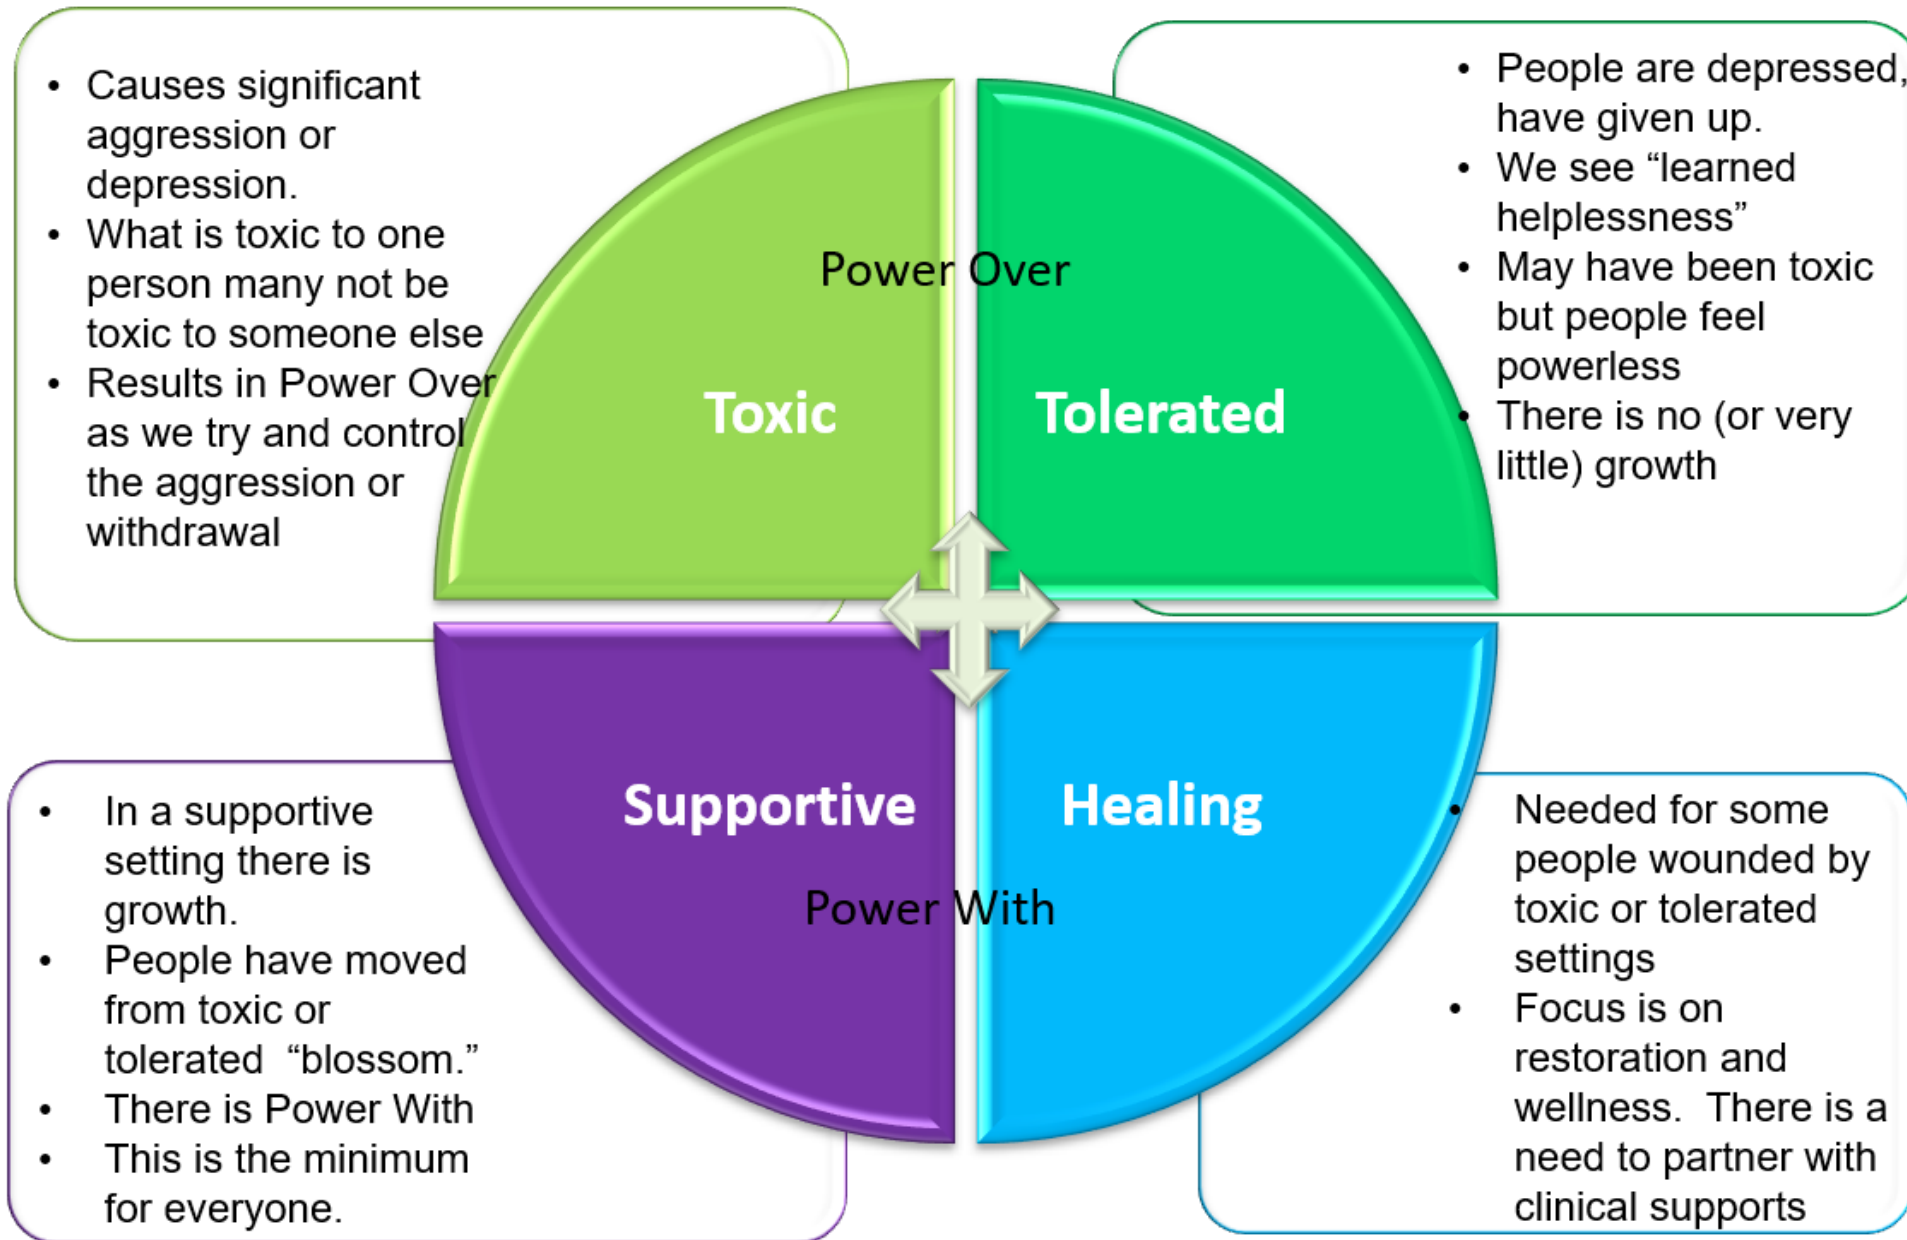 • Causes significant
aggression or
depression.
• What is toxic to one
person many not be
toxic to someone else
• Results in Power Over
as we try and control
the aggression or
withdrawal
• People are depressed,
have given up.
• We see “learned
helplessness”
• May have been toxic
but people feel
powerless
• There is no (or very
little) growth
Power Over
Toxic
Tolerated
Supportive
Healing
Power With
• In a supportive
setting there is
growth.
• People have moved
from toxic or
tolerated “blossom.”
• There is Power With
• This is the minimum
for everyone.
• Needed for some
people wounded by
toxic or tolerated
settings
• Focus is on
restoration and
wellness. There is a
need to partner with
clinical supports